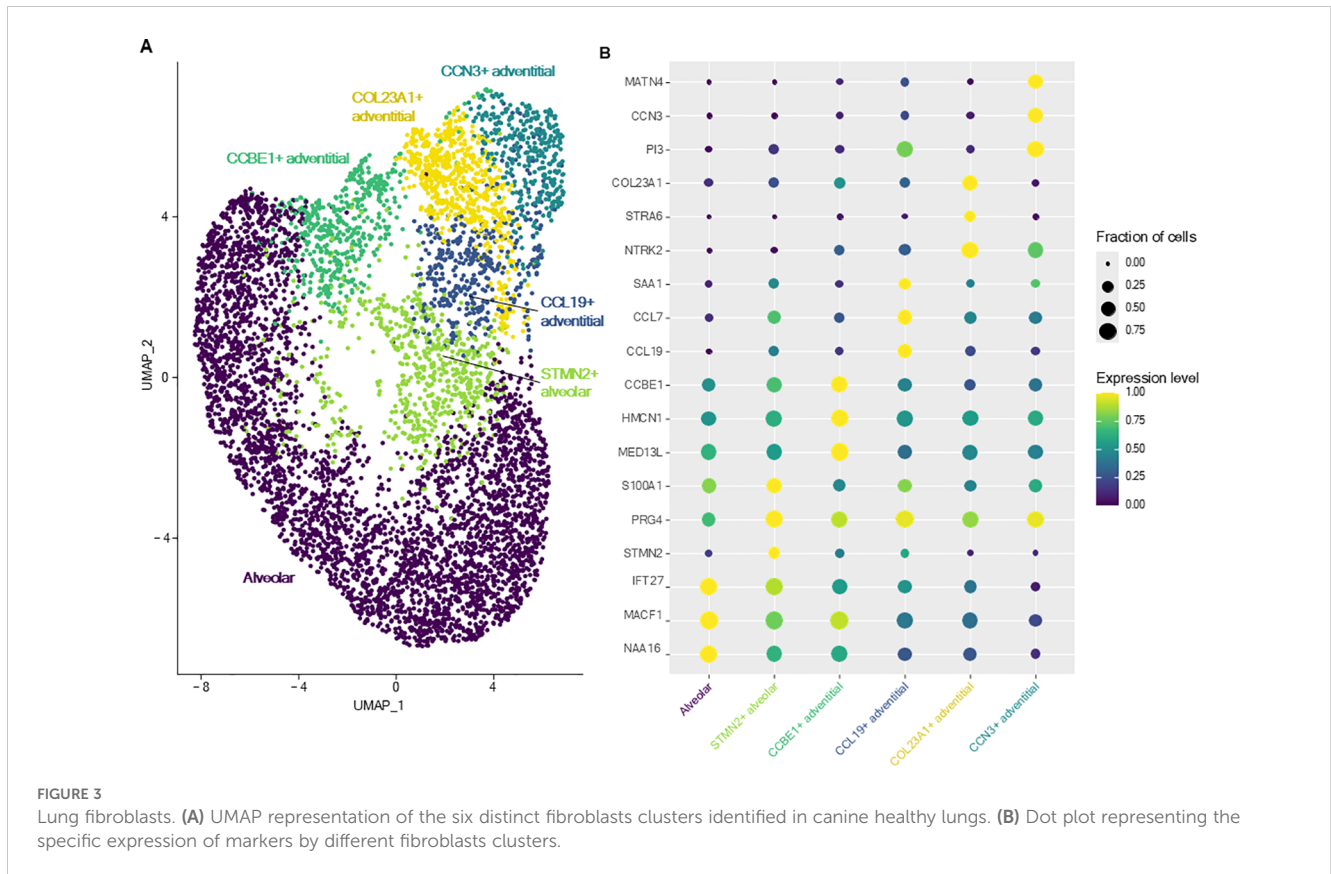 A
CCN3+ adventitial
COL23A1+
adventitial
CCBE1+ adventitial
CCL19+
adventitial
STMN2+
alveolar
Alveolar
UMAP_2
4
0
−4
−8
−4
0
4
UMAP_1
B
MATN4
CCN3
PI3
COL23A1
STRA6
NTRK2
SAA1
CCL7
CCL19
CCBE1
HMCN1
MED13L
S100A1
PRG4
STMN2
IFT27
MACF1
NAA16
Alveolar
STMN2+ alveolar
CCBE1+ adventitial
CCL19+ adventitial
COL23A1+ adventitial
CCN3+ adventitial
Fraction of cells
0.00
0.25
0.50
0.75
Expression level
1.00
0.75
0.50
0.25
0.00
FIGURE 3
Lung fibroblasts. (A) UMAP representation of the six distinct fibroblasts clusters identified in canine healthy lungs. (B) Dot plot representing the
specific expression of markers by different fibroblasts clusters.